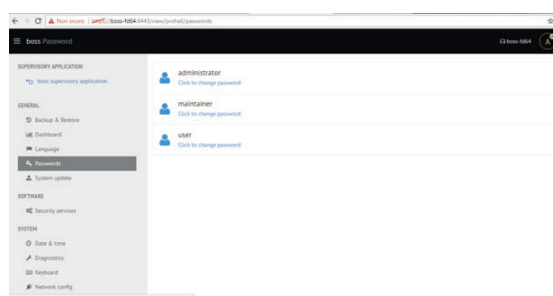 Non sicuro | https://boss-fd64:8443/view/pvshell/passwords
boss Password
boss-fd64
A
SUPERVISORY APPLICATION
boss supervisory application
GENERAL
Backup & Restore
Dashboard
Language
Passwords
System update
SOFTWARE
Security services
SYSTEM
Date & time
Diagnostics
Keyboard
Network config
administrator
Click to change password
maintainer
Click to change password
user
Click to change password